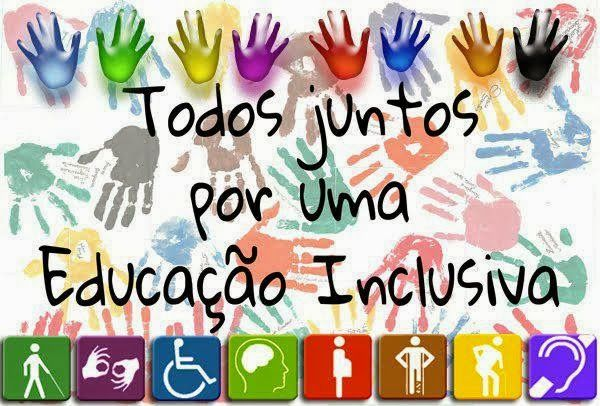 Todos juntos
por uma
Educação Inclusiva